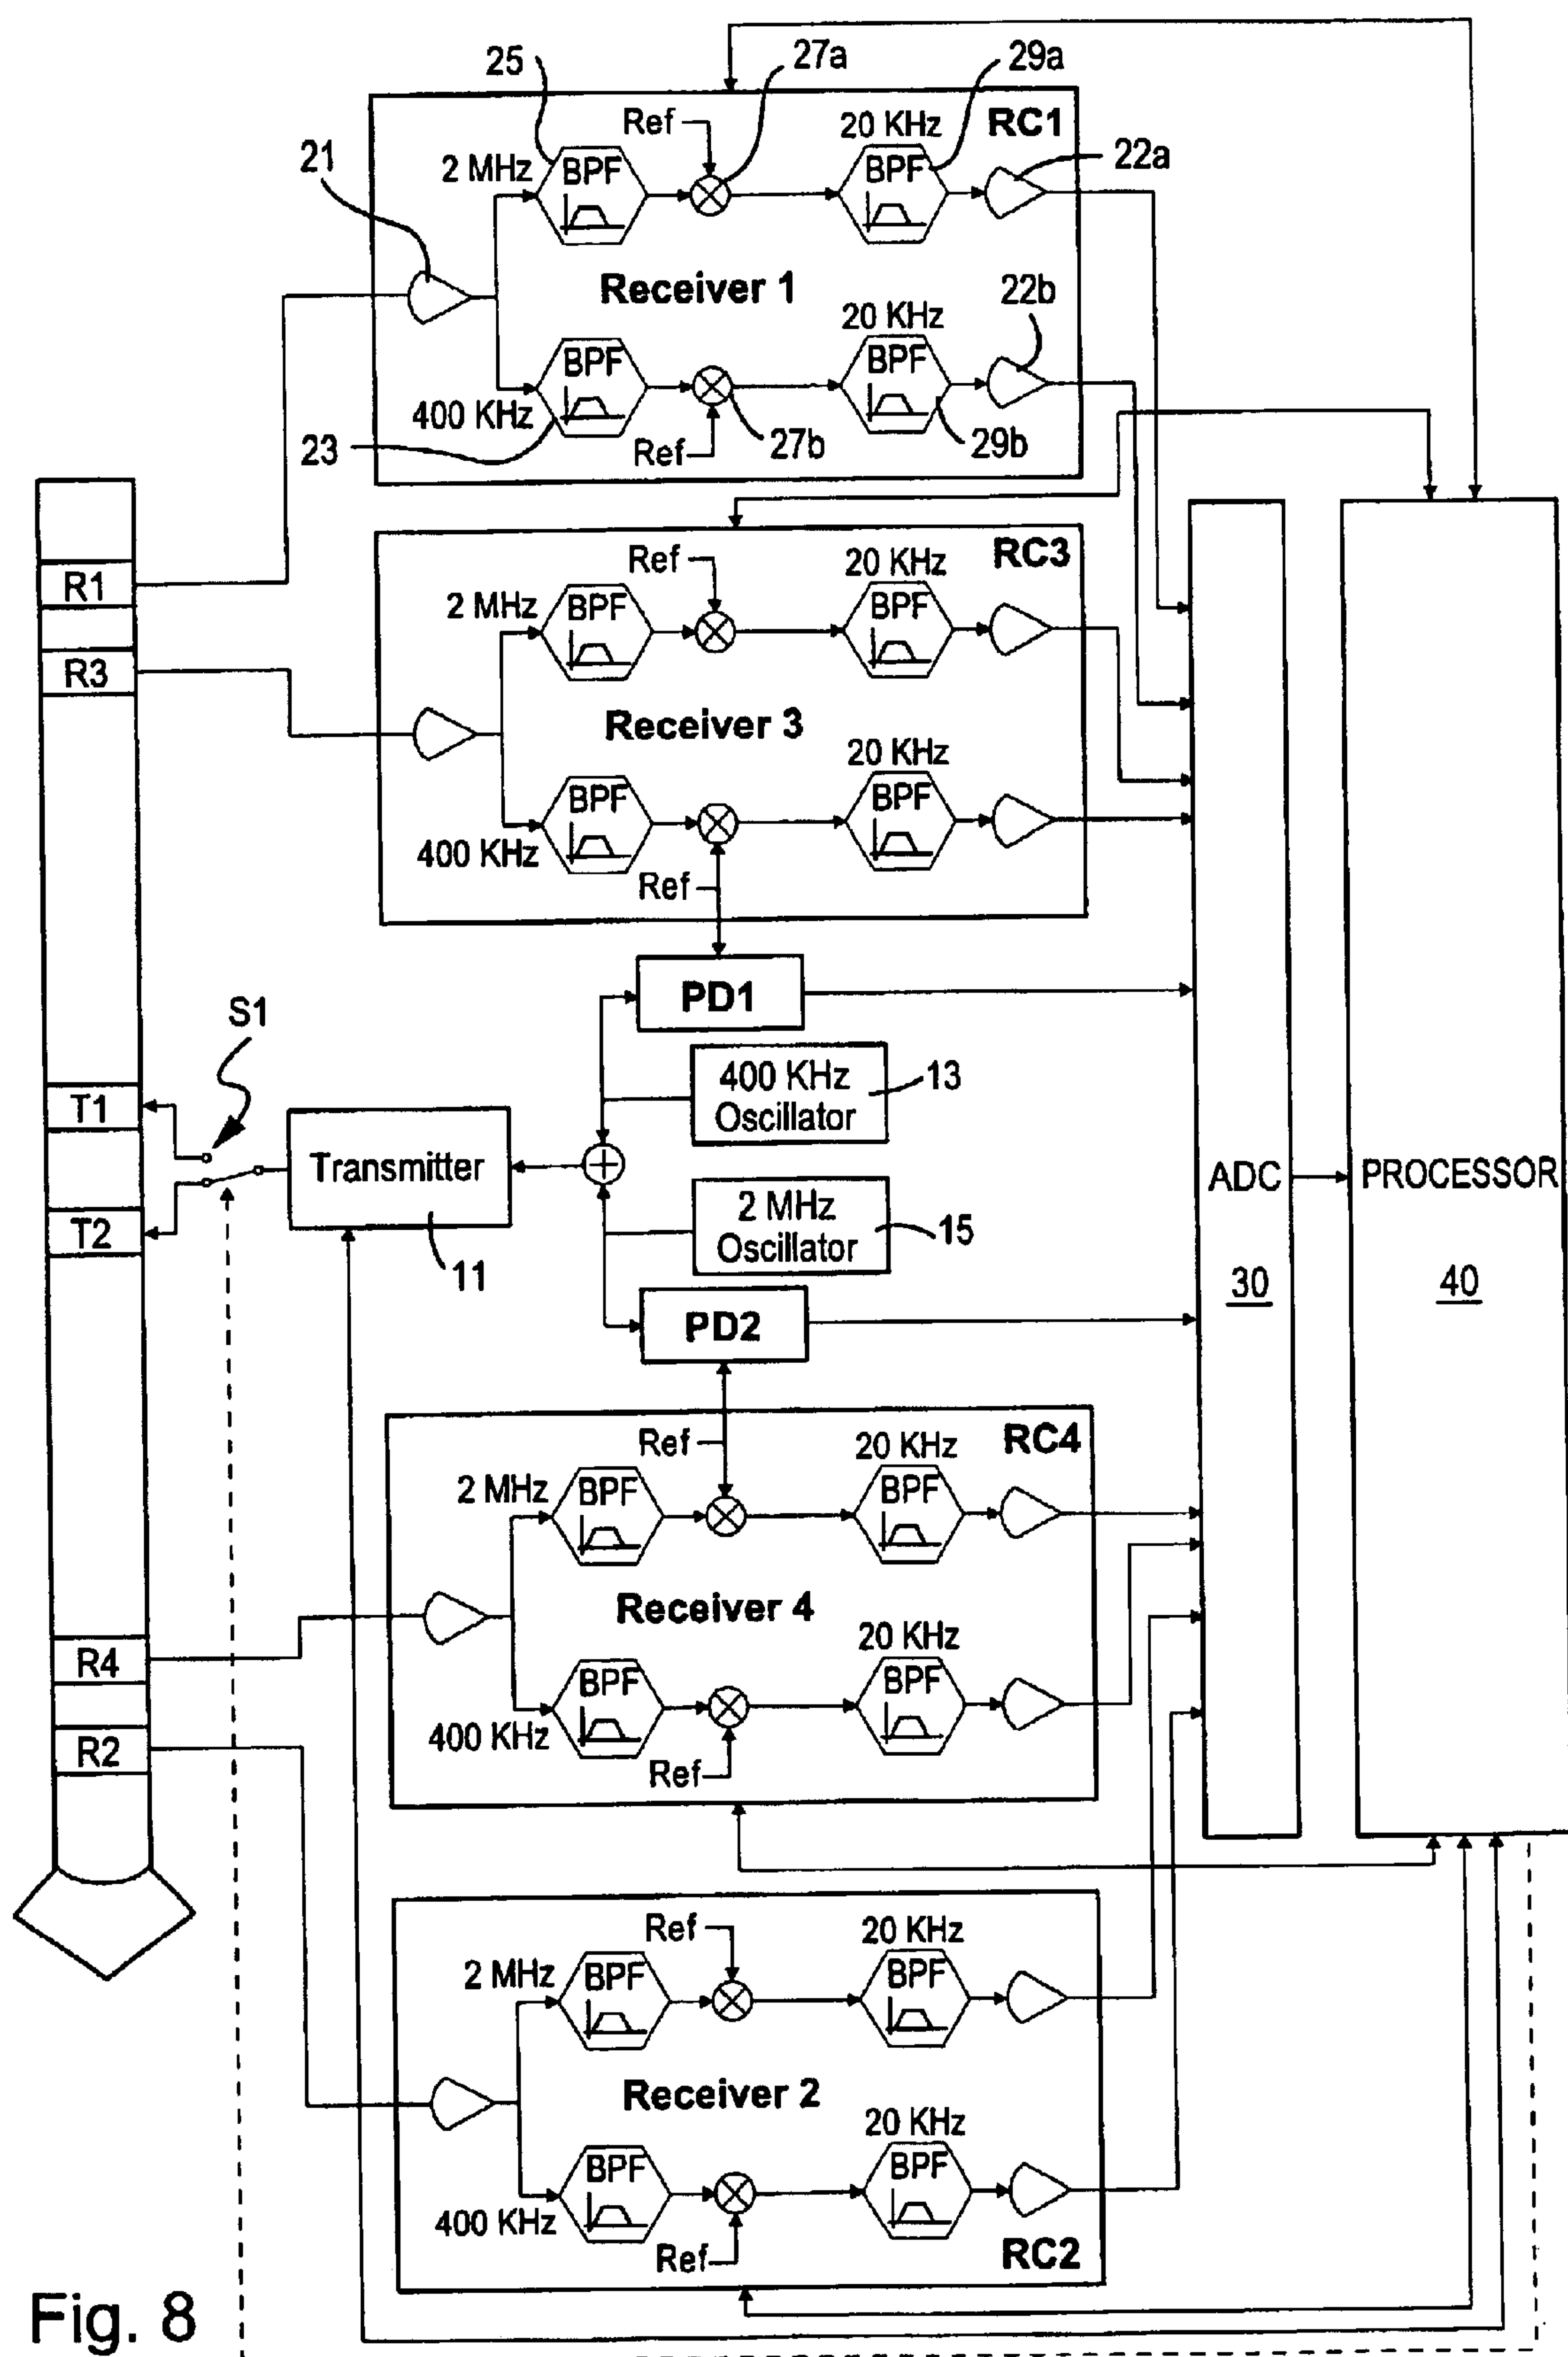 25
27a
29a
Ref
20 KHz
RC1
21
2 MHz
BPF
BPF
22a
Receiver 1
20 KHz
22b
BPF
BPF
400 KHz
23
Ref
27b
29b
R1
Ref
20 KHz
RC3
2 MHz
BPF
BPF
R3
Receiver 3
20 KHz
BPF
BPF
400 KHz
Ref
PD1
S1
400 KHz
Oscillator
13
T1
Transmitter
11
T2
2 MHz
Oscillator
15
PD2
ADC
30
PROCESSOR
40
Ref
20 KHz
RC4
2 MHz
BPF
BPF
Receiver 4
20 KHz
R4
BPF
BPF
400 KHz
R2
Ref
Ref
20 KHz
2 MHz
BPF
BPF
Receiver 2
20 KHz
BPF
BPF
400 KHz
Ref
RC2
Fig. 8